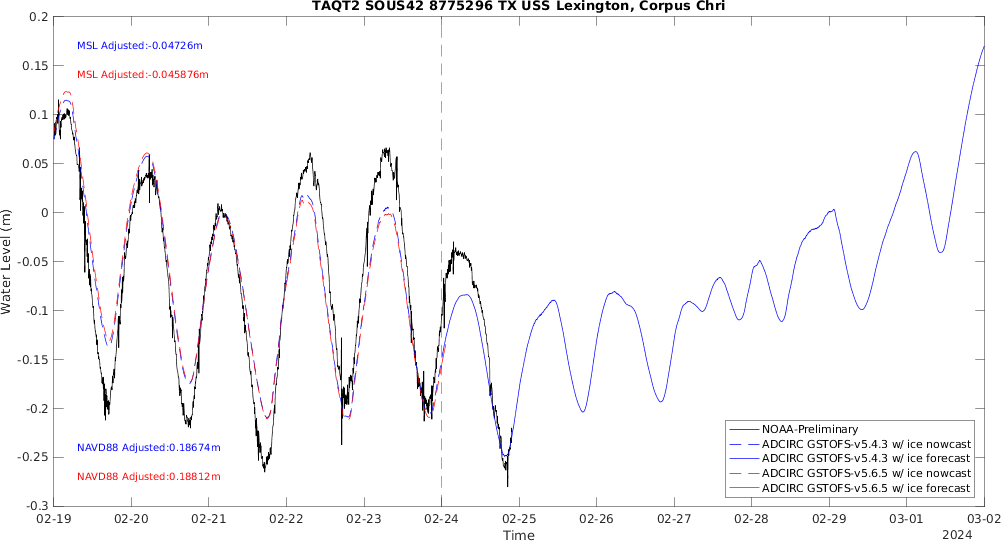 TAQT2 SOUS42 8775296 TX USS Lexington, Corpus Chri
0.2
0.15
0.1
0.05
0
-0.05
-0.1
-0.15
-0.2
-0.25
-0.3
Water Level (m)
MSL Adjusted:-0.04726m
MSL Adjusted:-0.045876m
NAVD88 Adjusted:0.18674m
NAVD88 Adjusted:0.18812m
NOAA-Preliminary
ADCIRC GSTOFS-v5.4.3 w/ ice nowcast
ADCIRC GSTOFS-v5.4.3 w/ ice forecast
ADCIRC GSTOFS-v5.6.5 w/ ice nowcast
ADCIRC GSTOFS-v5.6.5 w/ ice forecast
02-19 02-20 02-21 02-22 02-23 02-24 02-25 02-26 02-27 02-28 02-29 03-01 03-02
Time
2024